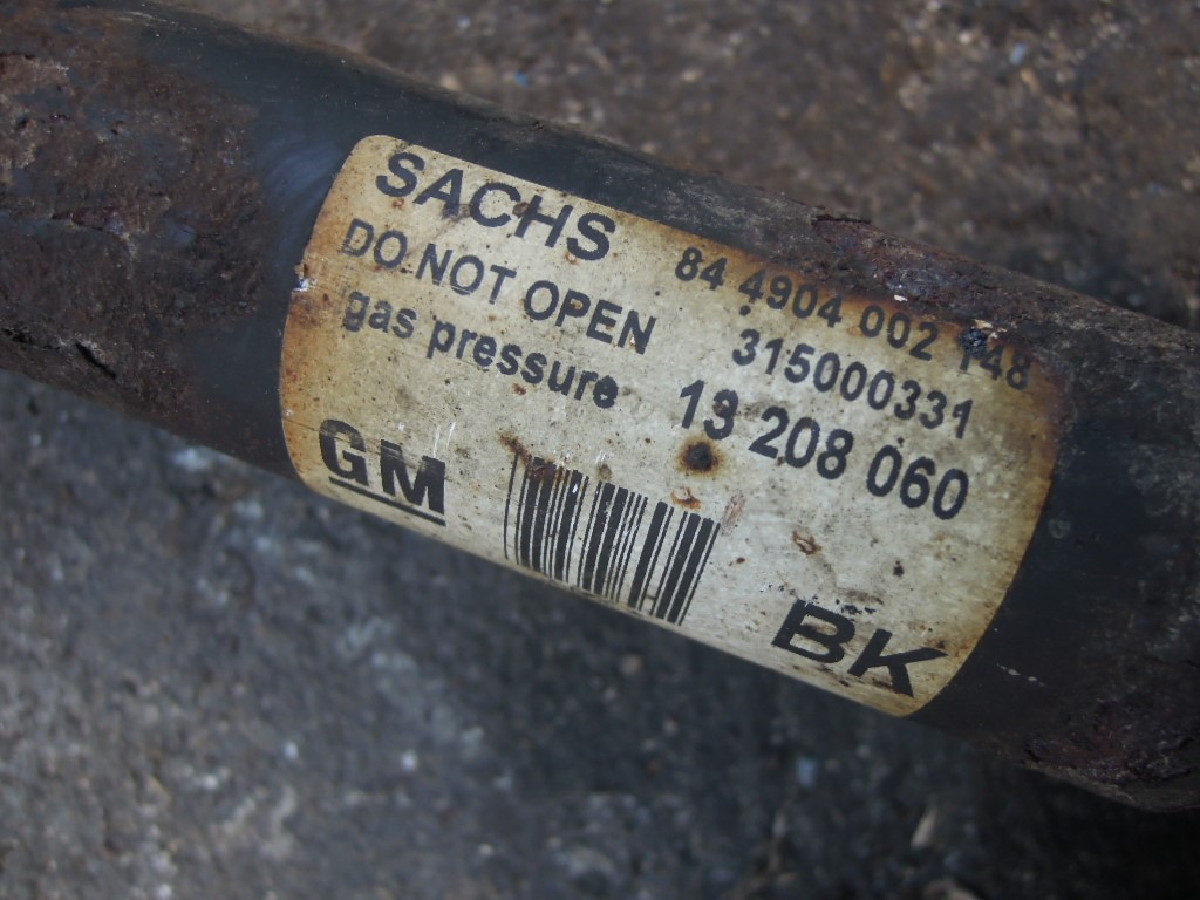 SACHS 84 4904 002 148
DO NOT OPEN 315000331
gas pressure 13 208 060
GM
BK